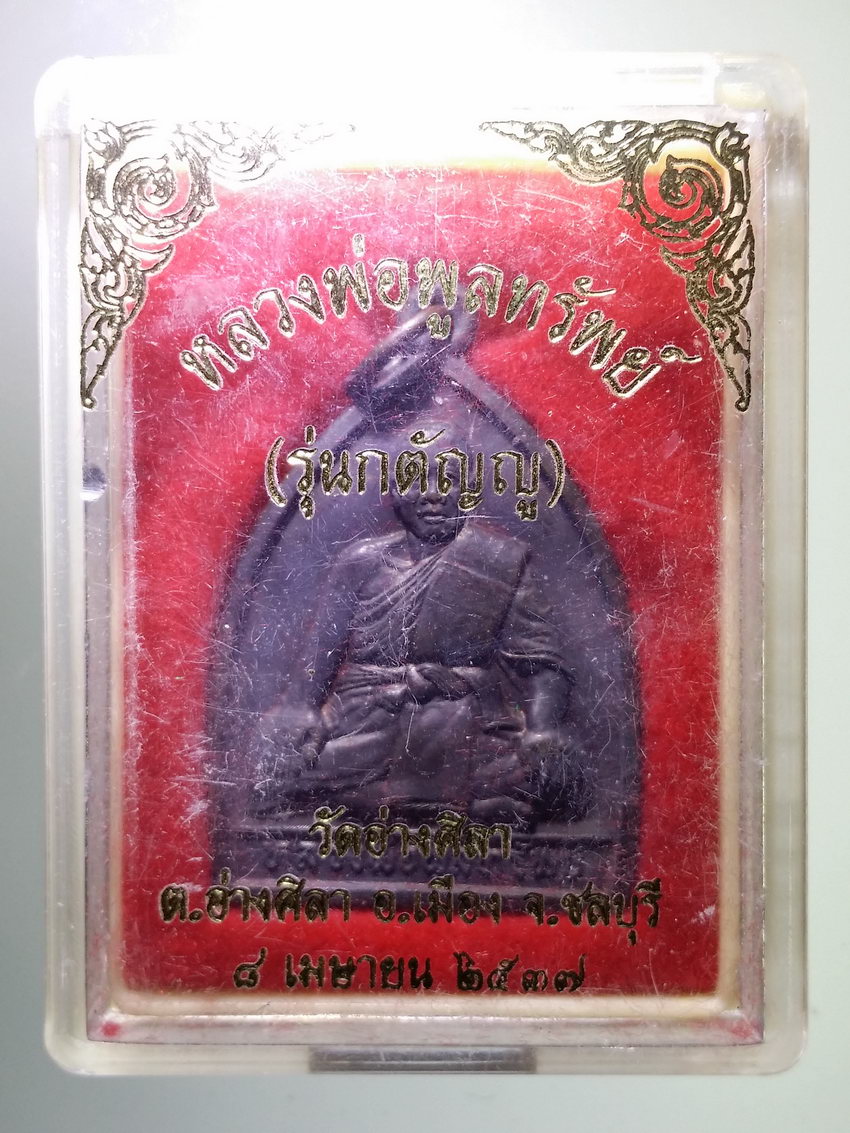 หลวงพ่อพูลทรัพย์
(รุ่นกตัญญู)
วัดอ่างศิลา
ต.อ่างศิลา อ.เมือง จ.ชลบุรี
๘ เมษายน ๒๕๓๗